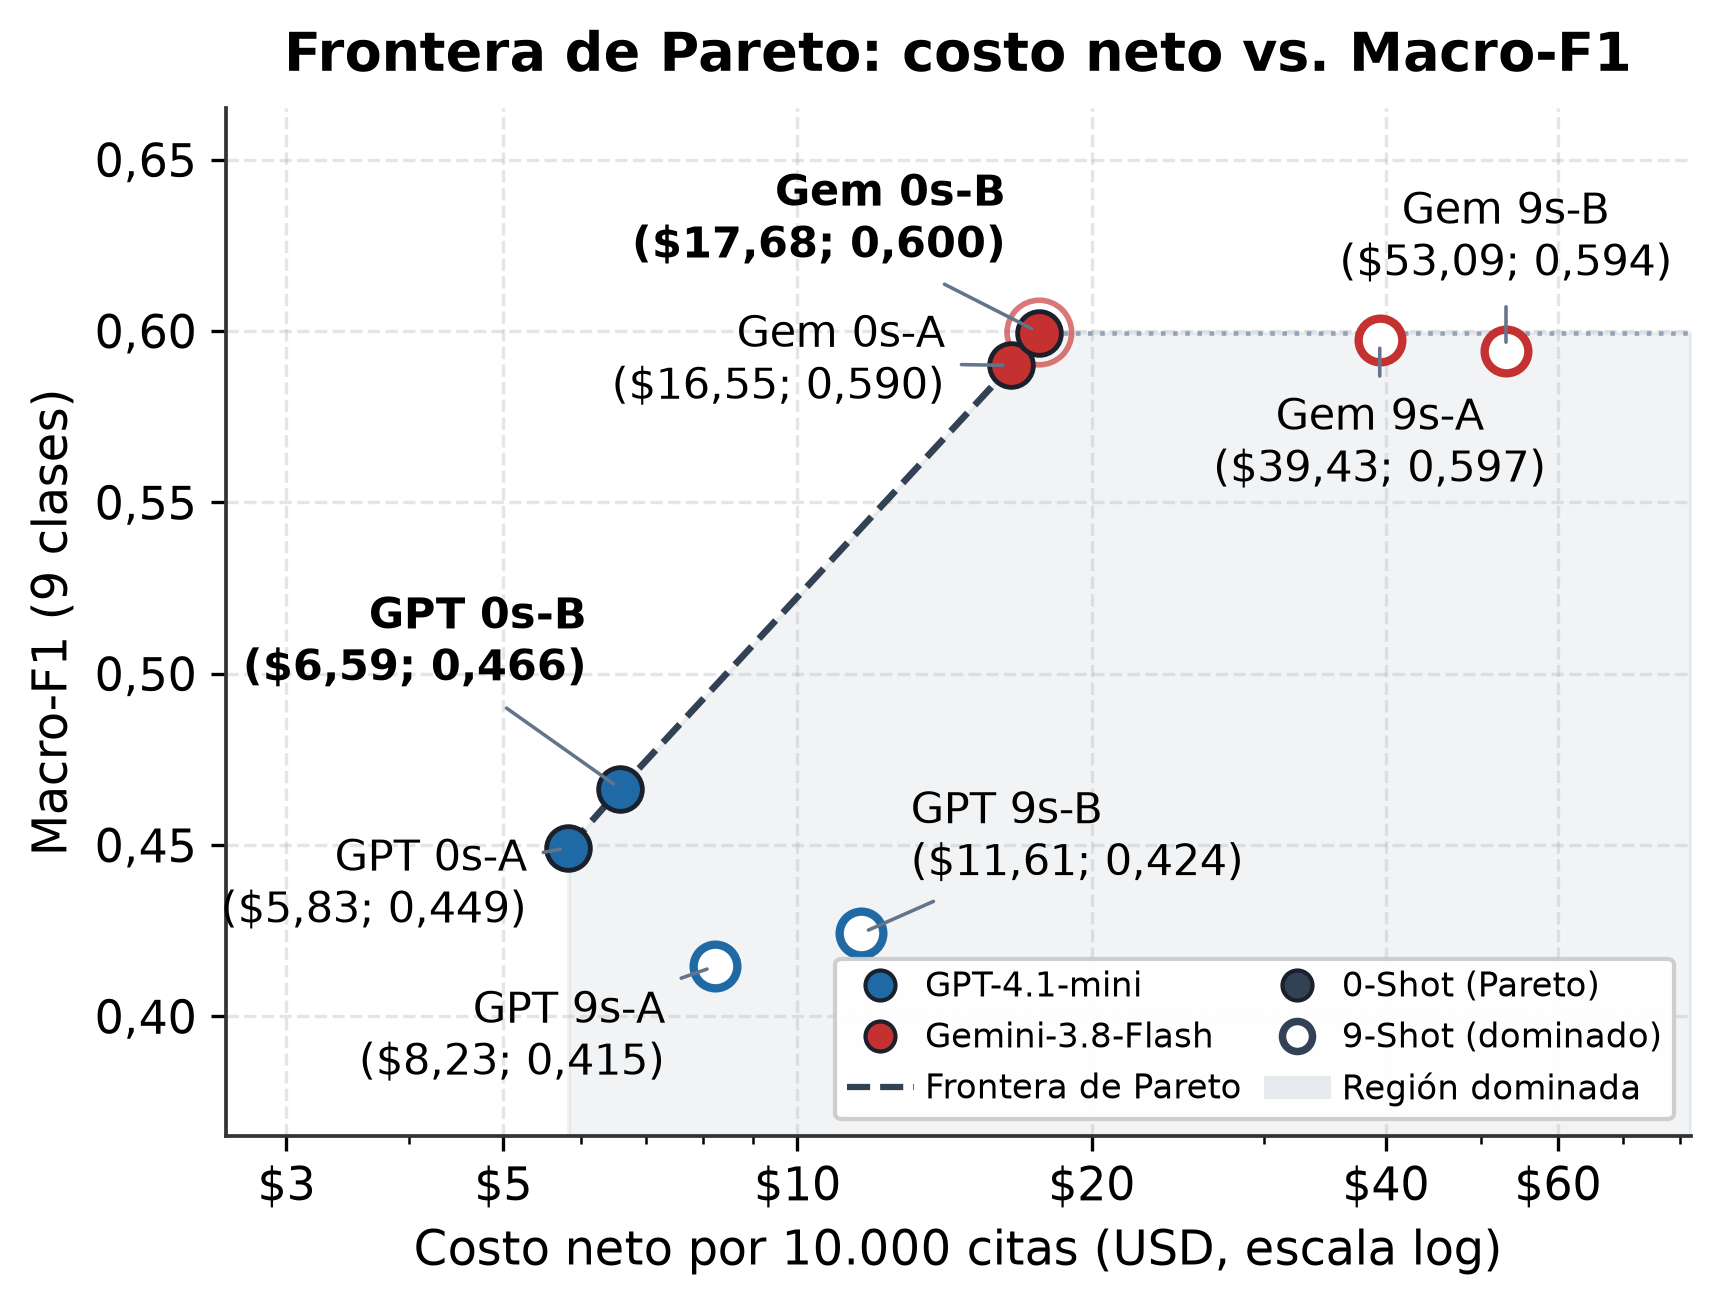 Frontera de Pareto: costo neto vs. Macro-F1
Macro-F1 (9 clases)
0,65
0,60
0,55
0,50
0,45
0,40
Gem 0s-B
($17,68; 0,600)
Gem 9s-B
($53,09; 0,594)
Gem 0s-A
($16,55; 0,590)
Gem 9s-A
($39,43; 0,597)
GPT 0s-B
($6,59; 0,466)
GPT 9s-B
($11,61; 0,424)
GPT 0s-A
($5,83; 0,449)
GPT 9s-A
($8,23; 0,415)
GPT-4.1-mini
Gemini-3.8-Flash
Frontera de Pareto
0-Shot (Pareto)
9-Shot (dominado)
Región dominada
$3 $5 $10 $20 $40 $60
Costo neto por 10.000 citas (USD, escala log)